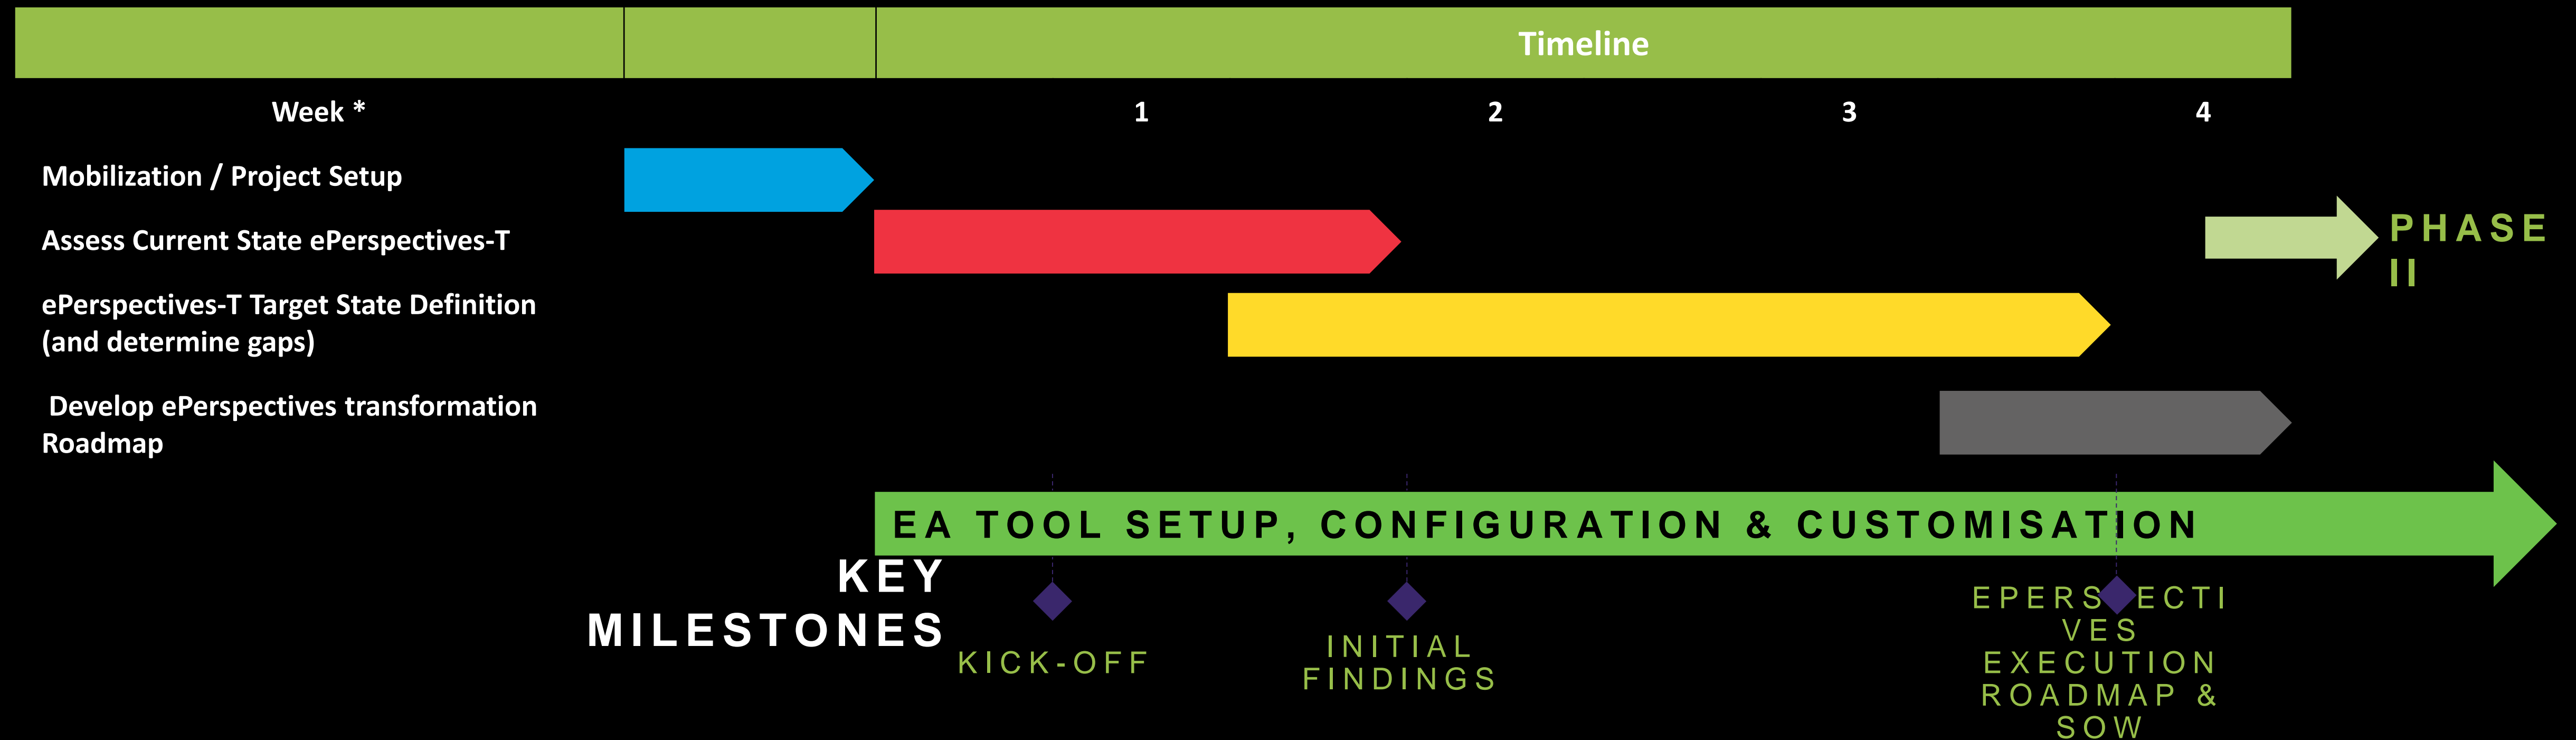 Timeline
Week * 1 2 3 4
Mobilization / Project Setup
Assess Current State ePerspectives-T
PHASE
II
ePerspectives-T Target State Definition
(and determine gaps)
Develop ePerspectives transformation
Roadmap
EA TOOL SETUP, CONFIGURATION & CUSTOMISATION
KEY
MILESTONES
KICK-OFF
INITIAL
FINDINGS
EPERSPECTI
VES
EXECUTION
ROADMAP &
SOW